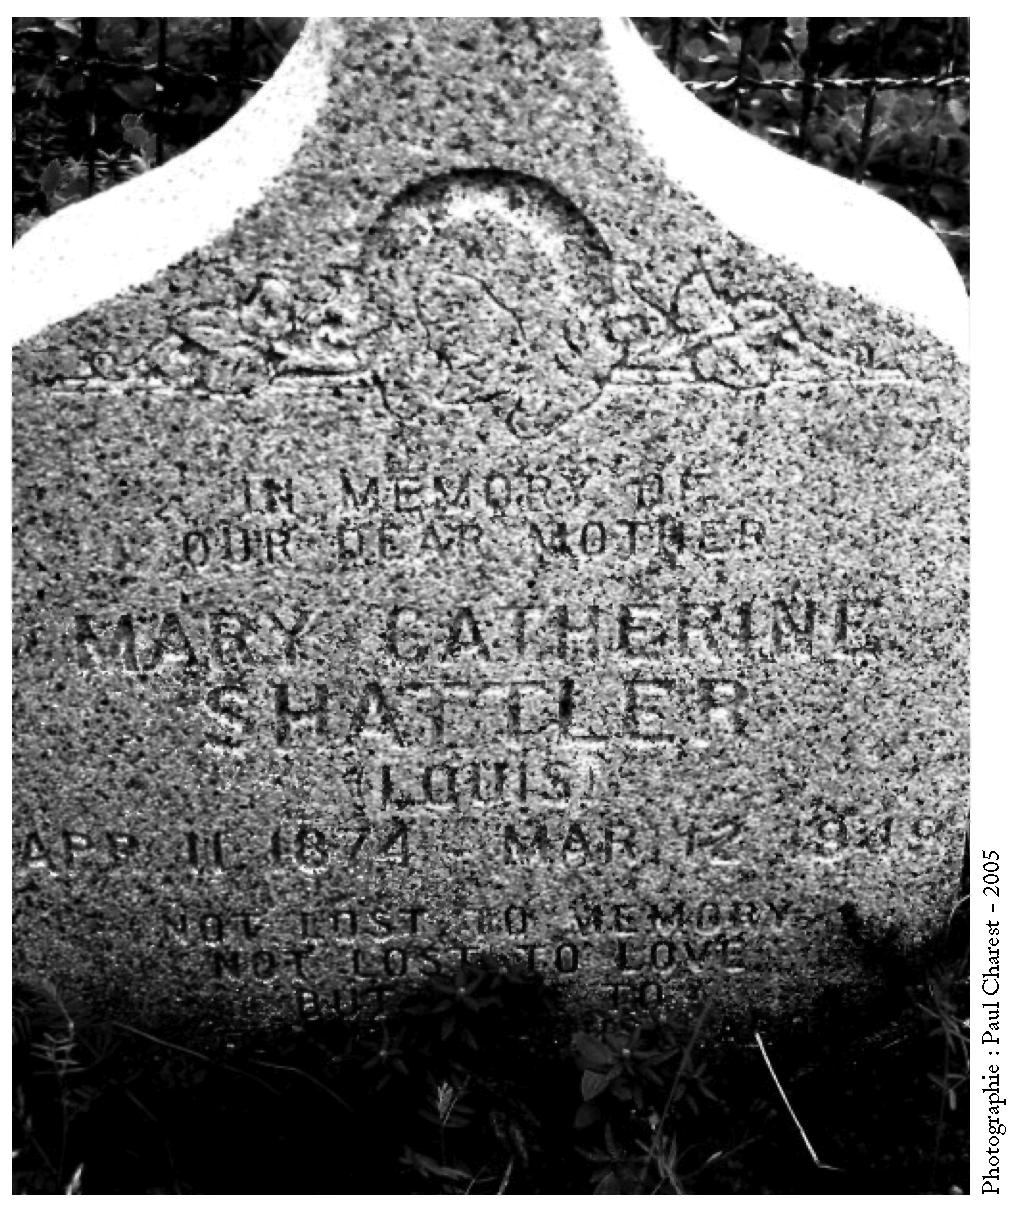 IN MEMORY OF
OUR DEAR MOTHER
MARY CATHERINE
SHATTLER
(LOUIS)
APR 11 1874 - MAR. 12 1949
NOT LOST TO MEMORY
NOT LOST TO LOVE
BUT TO
Photographie : Paul Charest - 2005